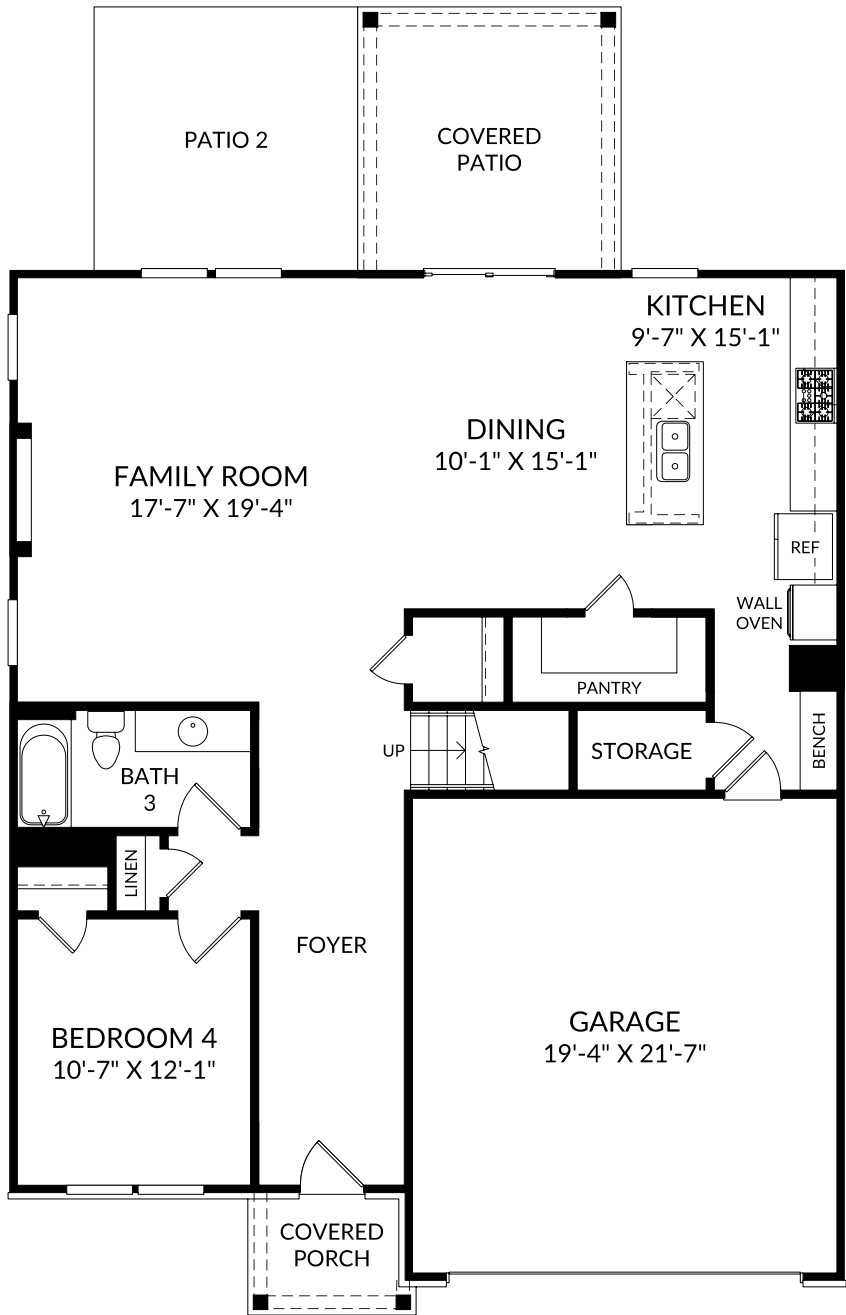 PATIO 2
COVERED
PATIO
KITCHEN
9'-7" X 15'-1"
DINING
10'-1" X 15'-1"
FAMILY ROOM
17'-7" X 19'-4"
REF
WALL
OVEN
PANTRY
UP
STORAGE
BENCH
BATH
3
LINEN
FOYER
BEDROOM 4
10'-7" X 12'-1"
GARAGE
19'-4" X 21'-7"
COVERED
PORCH